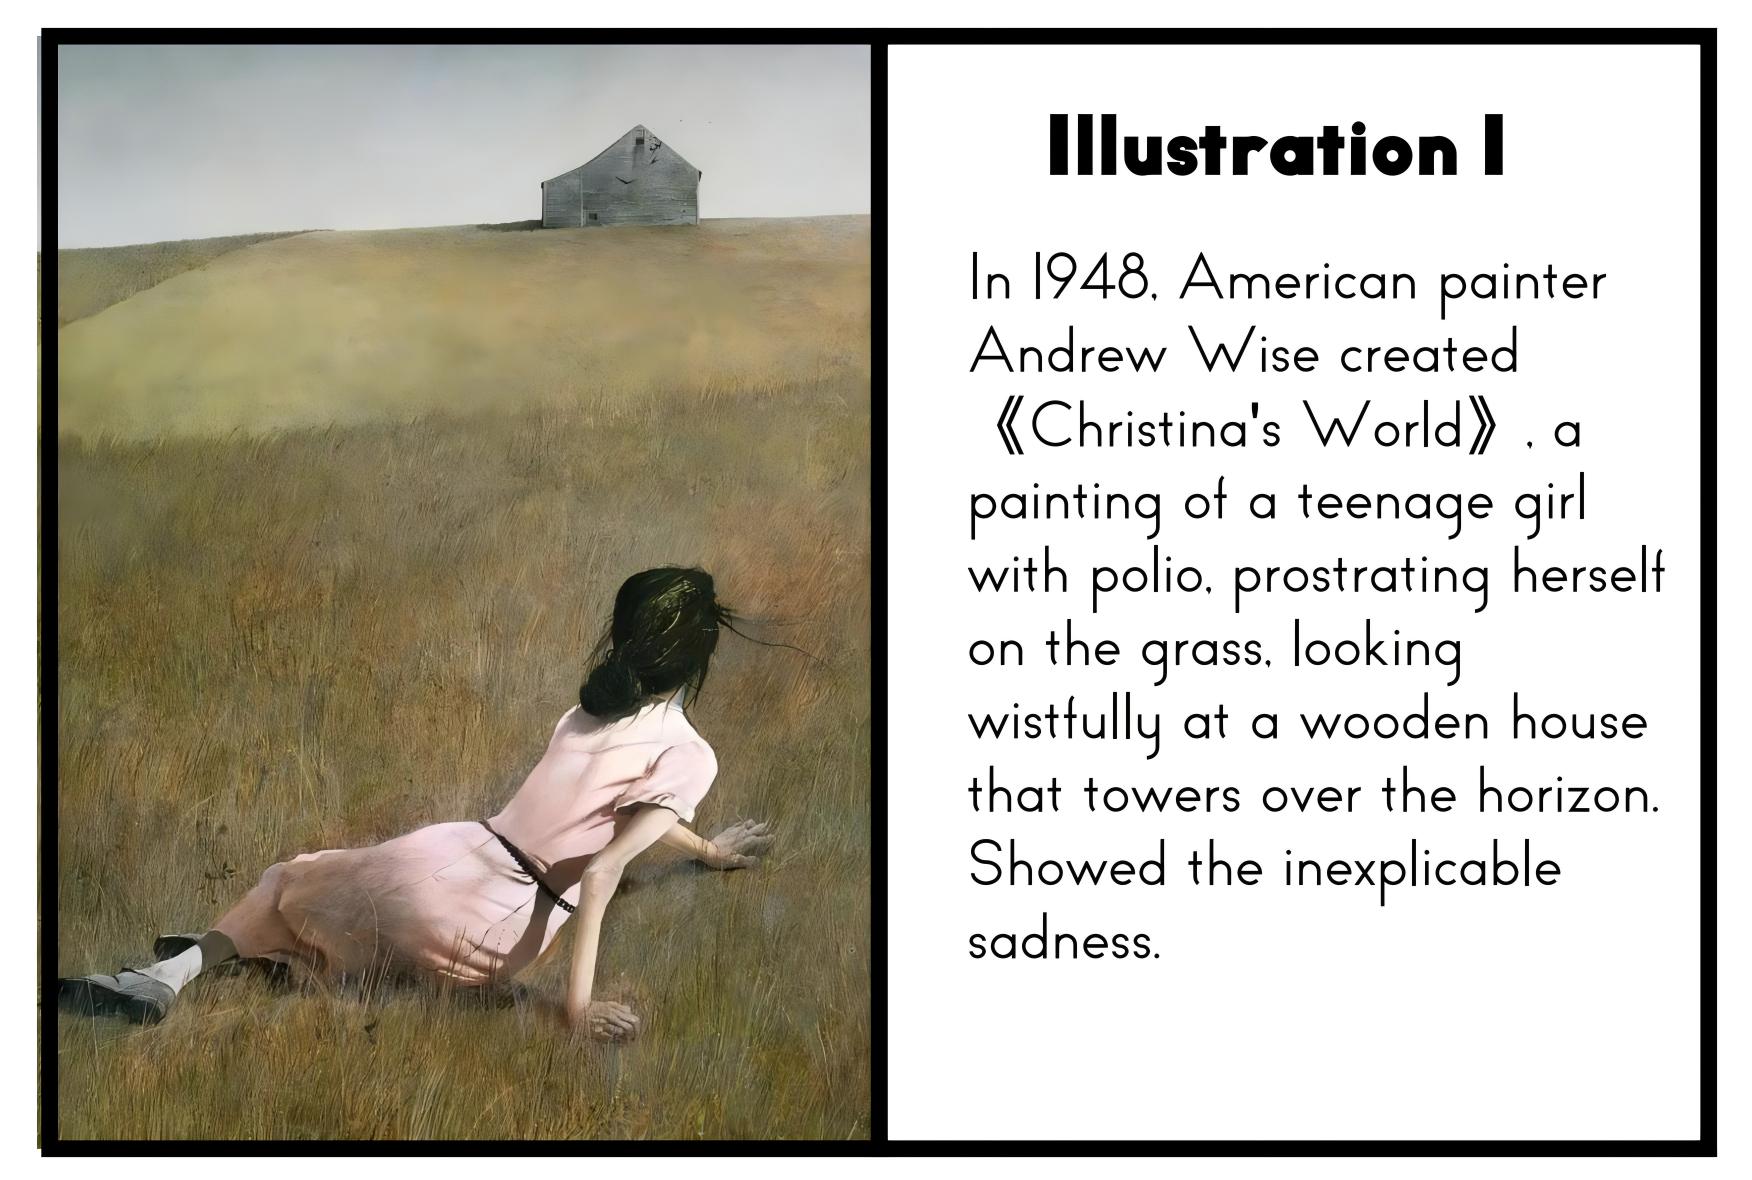 Illustration 1
In 1948, American painter
Andrew Wise created
《Christina's World》, a
painting of a teenage girl
with polio, prostrating herself
on the grass, looking
wistfully at a wooden house
that towers over the horizon.
Showed the inexplicable
sadness.